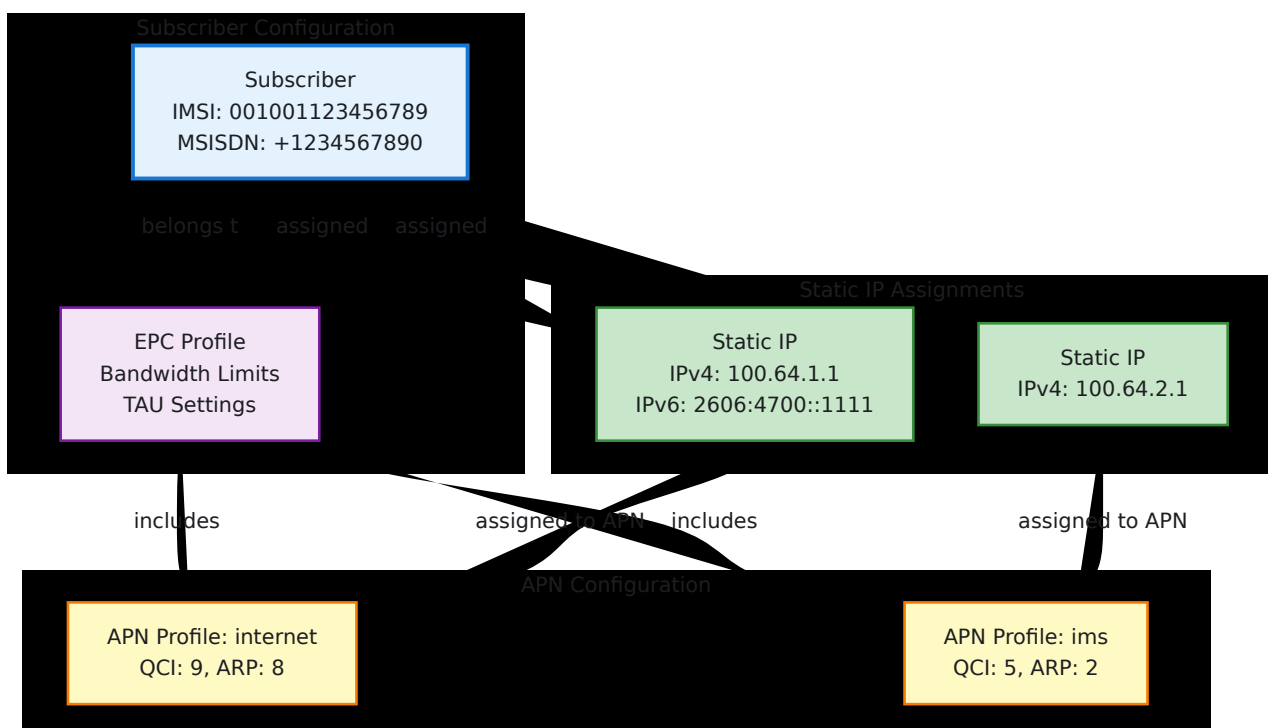 Subscriber Configuration
Subscriber
IMSI: 001001123456789
MSISDN: +1234567890
belongs t
assigned
assigned
Static IP Assignments
EPC Profile
Bandwidth Limits
TAU Settings
Static IP
IPv4: 100.64.1.1
IPv6: 2606:4700::1111
Static IP
IPv4: 100.64.2.1
includes
assigned to APN
includes
assigned to APN
APN Configuration
APN Profile: internet
QCI: 9, ARP: 8
APN Profile: ims
QCI: 5, ARP: 2